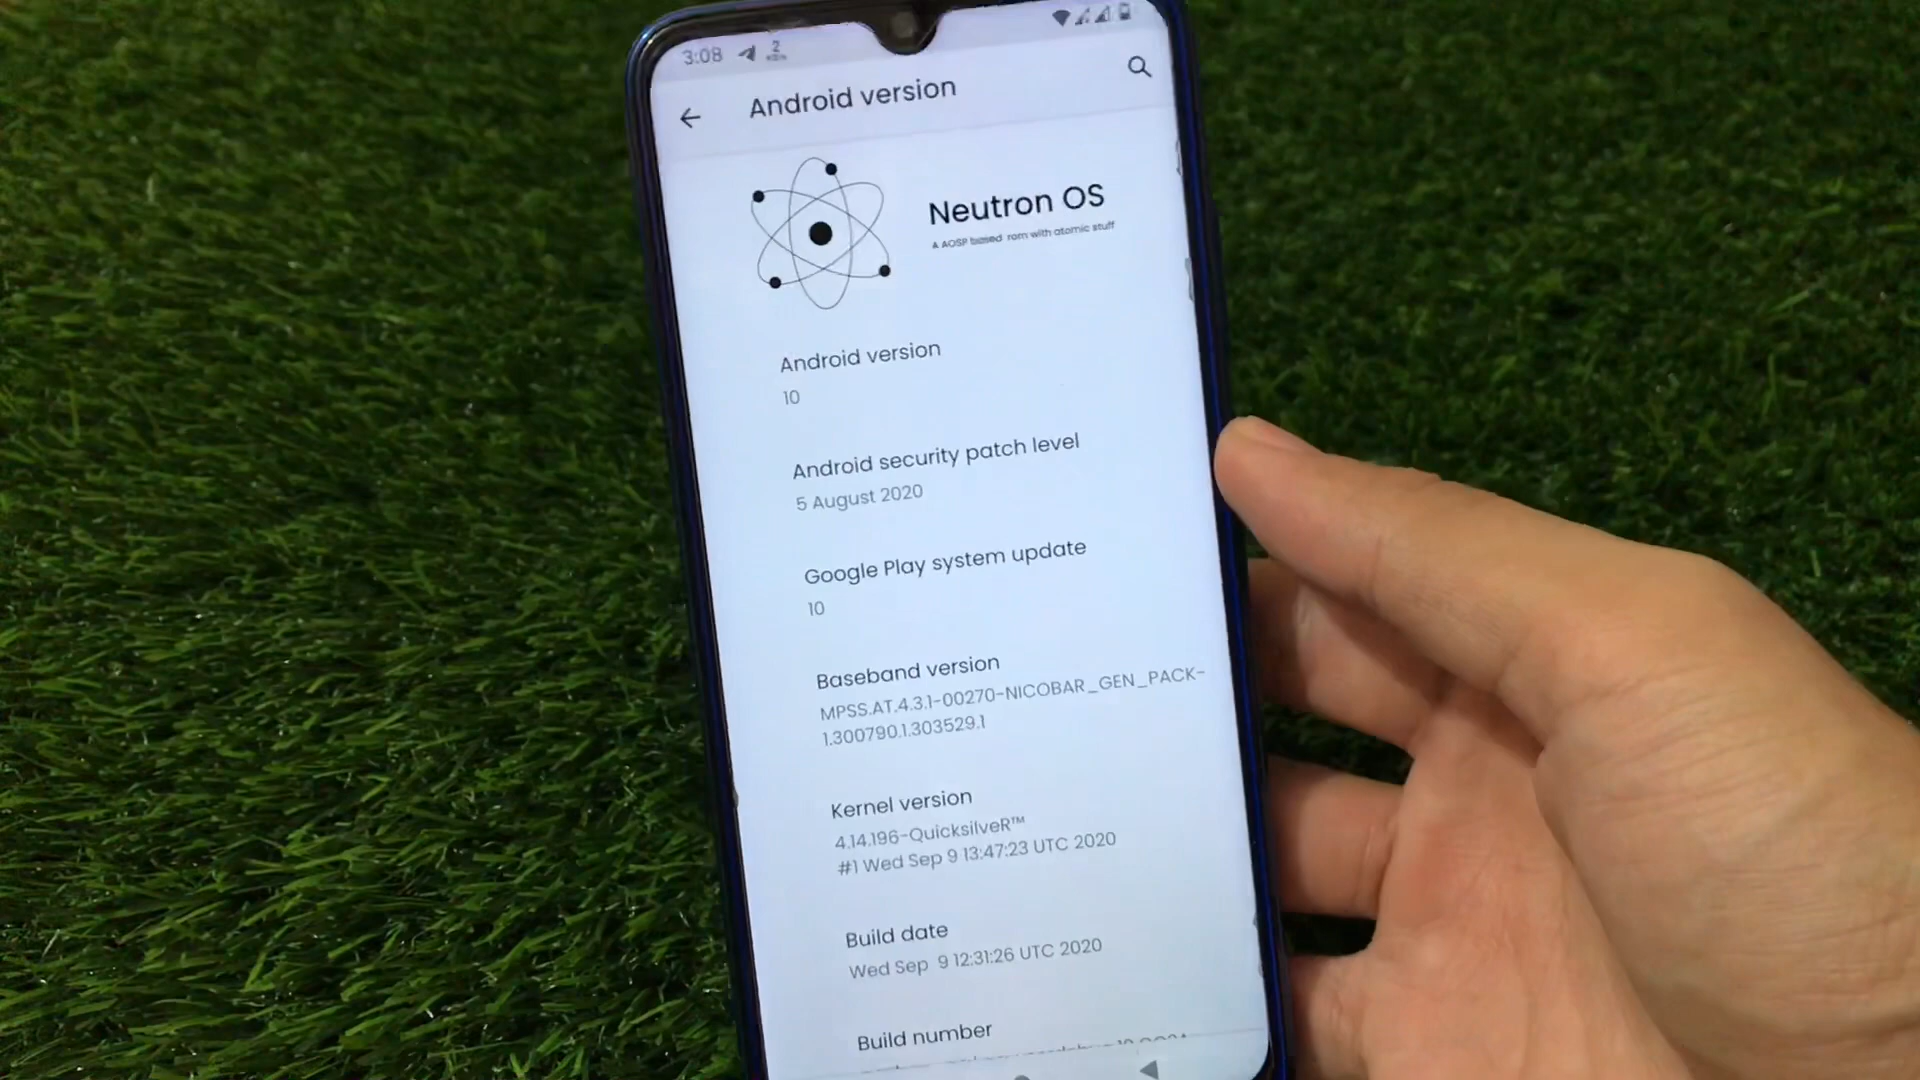 3:08
2
Android version
Neutron OS
A AOSP based rom with atomic stuff
Android version
10
Android security patch level
5 August 2020
Google Play system update
10
Baseband version
MPSS.AT.4.3.1-00270-NICOBAR_GEN_PACK-
1.300790.1.303529.1
Kernel version
4.14.196-QuicksilveR™
#1 Wed Sep 9 13:47:23 UTC 2020
Build date
Wed Sep 9 12:31:26 UTC 2020
Build number